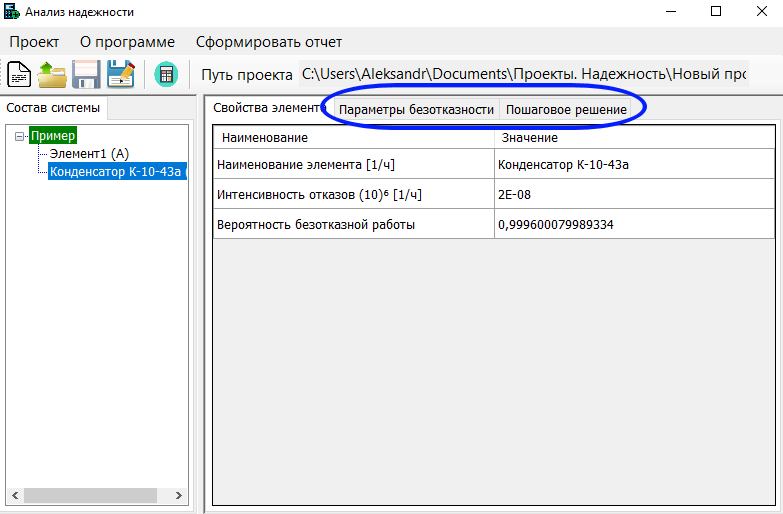 Анализ надежности
Проект О программе Сформировать отчет
Путь проекта C:\Users\Aleksandr\Documents\Проекты. Надежность\Новый прс
Состав системы
Пример
Элемент1 (A)
Конденсатор К-10-43а (
Свойства элемента Параметры безотказности Пошаговое решение
Наименование Значение
Наименование элемента [1/ч] Конденсатор К-10-43а
Интенсивность отказов (10)⁶ [1/ч] 2E-08
Вероятность безотказной работы 0,999600079989334